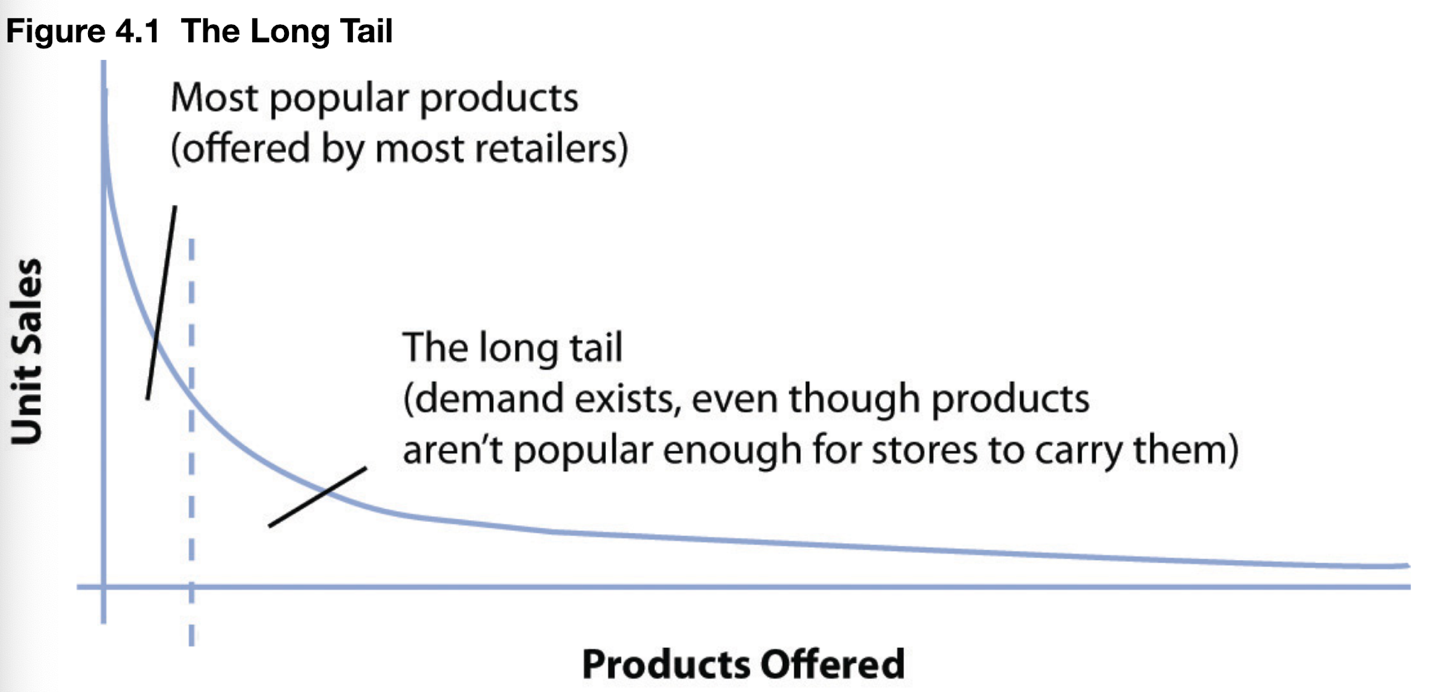 Figure 4.1 The Long Tail
Most popular products
(offered by most retailers)
Unit Sales
The long tail
(demand exists, even though products
aren't popular enough for stores to carry them)
Products Offered